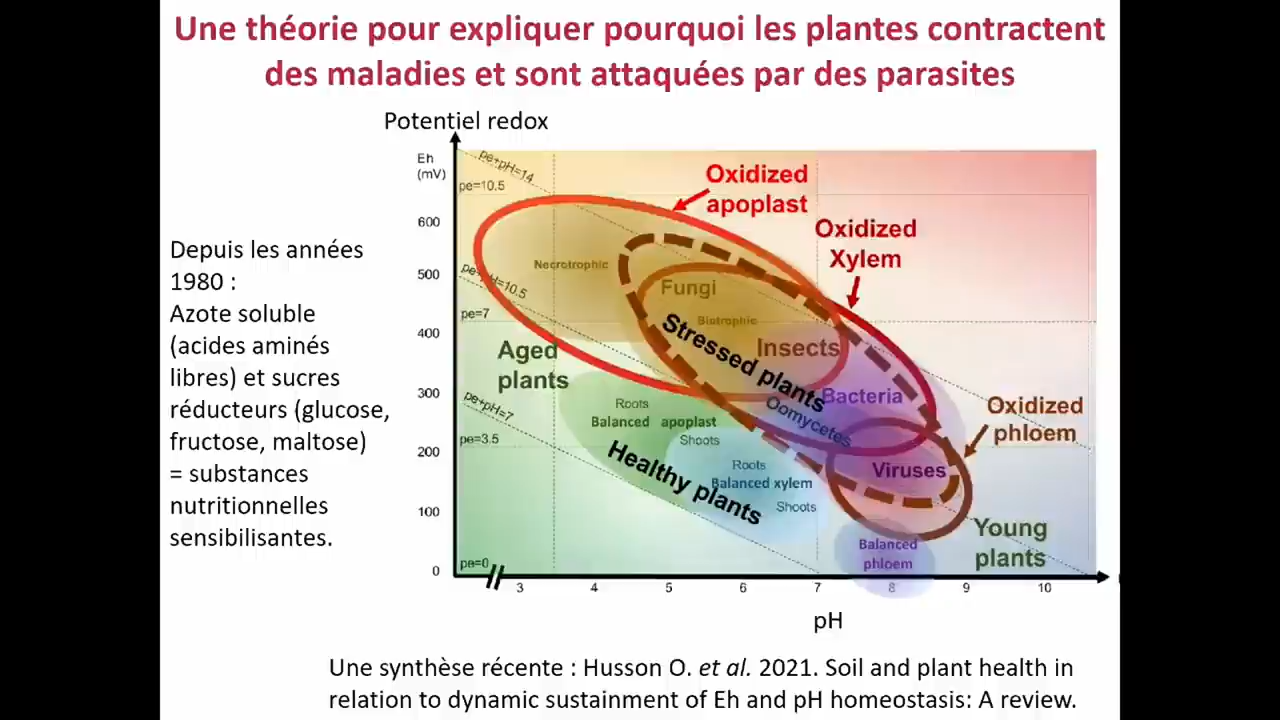 Une théorie pour expliquer pourquoi les plantes contractent
des maladies et sont attaquées par des parasites
Depuis les années
1980 :
Azote soluble
(acides aminés
libres) et sucres
réducteurs (glucose,
fructose, maltose)
= substances
nutritionnelles
sensibilisantes.
Potentiel redox
Eh
(mV)
600
500
400
300
200
100
0
pe+pH=14
pe=10.5
pe+pH=10.5
pe=7
pe+pH=7
pe=3.5
pe=0
Oxidized
apoplast
Oxidized
Xylem
Necrotrophic
Fungi
Biotrophic
Stressed plants
Insects
Aged
plants
Bacteria
Oomycetes
Oxidized
phloem
Roots
Balanced apoplast
Shoots
Healthy plants
Roots
Balanced xylem
Shoots
Viruses
Young
plants
Balanced
phloem
3 4 5 6 7 8 9 10
pH
Une synthèse récente : Husson O. et al. 2021. Soil and plant health in
relation to dynamic sustainment of Eh and pH homeostasis: A review.